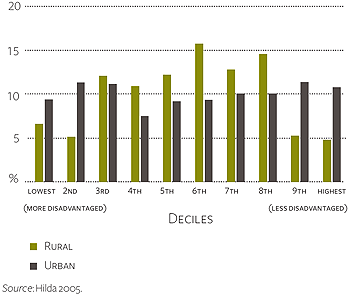 20
15
10
5
%
LOWEST 2ND 3RD 4TH 5TH 6TH 7TH 8TH 9TH HIGHEST
(MORE DISADVANTAGED) (LESS DISADVANTAGED)
DECILES
RURAL
URBAN
Source: Hilda 2005.